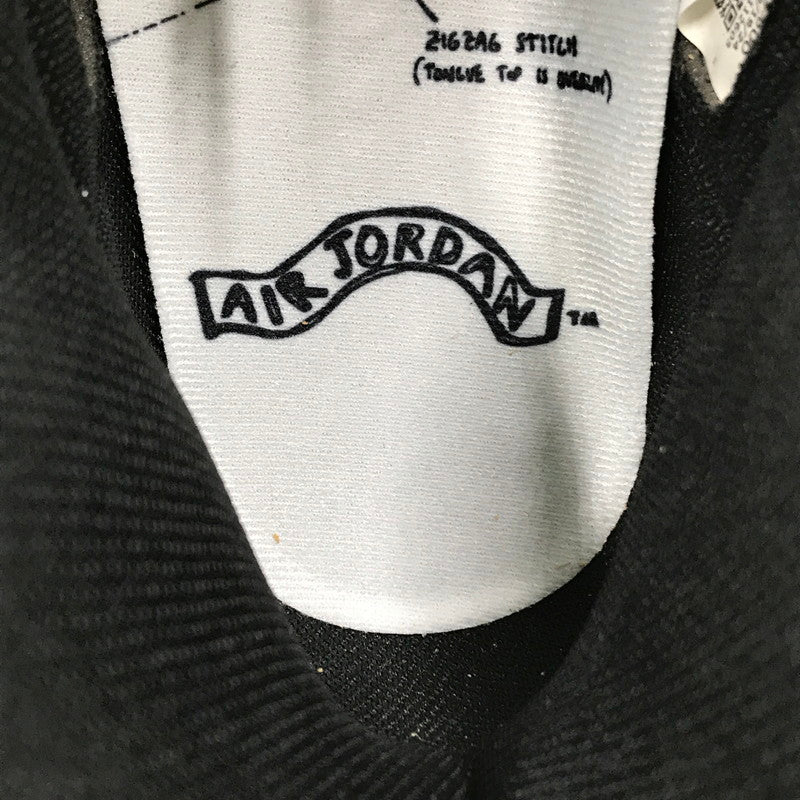 ZIGZAG STITCH
(TONGUE TOP IS OVERLAY)
AIR JORDAN TM